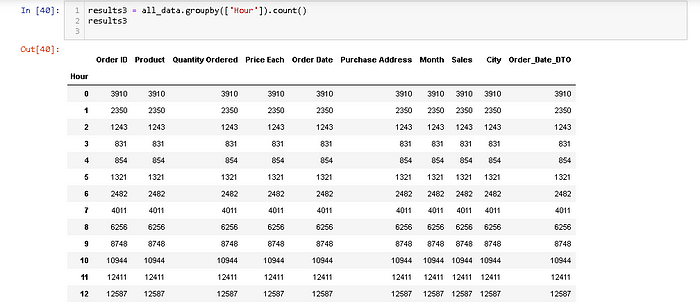 In [40]: 1 results3 = all_data.groupby(['Hour']).count()
2 results3
3
Out[40]:
Order ID Product Quantity Ordered Price Each Order Date Purchase Address Month Sales City Order_Date_DTO
Hour
0 3910 3910 3910 3910 3910 3910 3910 3910 3910 3910
1 2350 2350 2350 2350 2350 2350 2350 2350 2350 2350
2 1243 1243 1243 1243 1243 1243 1243 1243 1243 1243
3 831 831 831 831 831 831 831 831 831 831
4 854 854 854 854 854 854 854 854 854 854
5 1321 1321 1321 1321 1321 1321 1321 1321 1321 1321
6 2482 2482 2482 2482 2482 2482 2482 2482 2482 2482
7 4011 4011 4011 4011 4011 4011 4011 4011 4011 4011
8 6256 6256 6256 6256 6256 6256 6256 6256 6256 6256
9 8748 8748 8748 8748 8748 8748 8748 8748 8748 8748
10 10944 10944 10944 10944 10944 10944 10944 10944 10944 10944
11 12411 12411 12411 12411 12411 12411 12411 12411 12411 12411
12 12587 12587 12587 12587 12587 12587 12587 12587 12587 12587